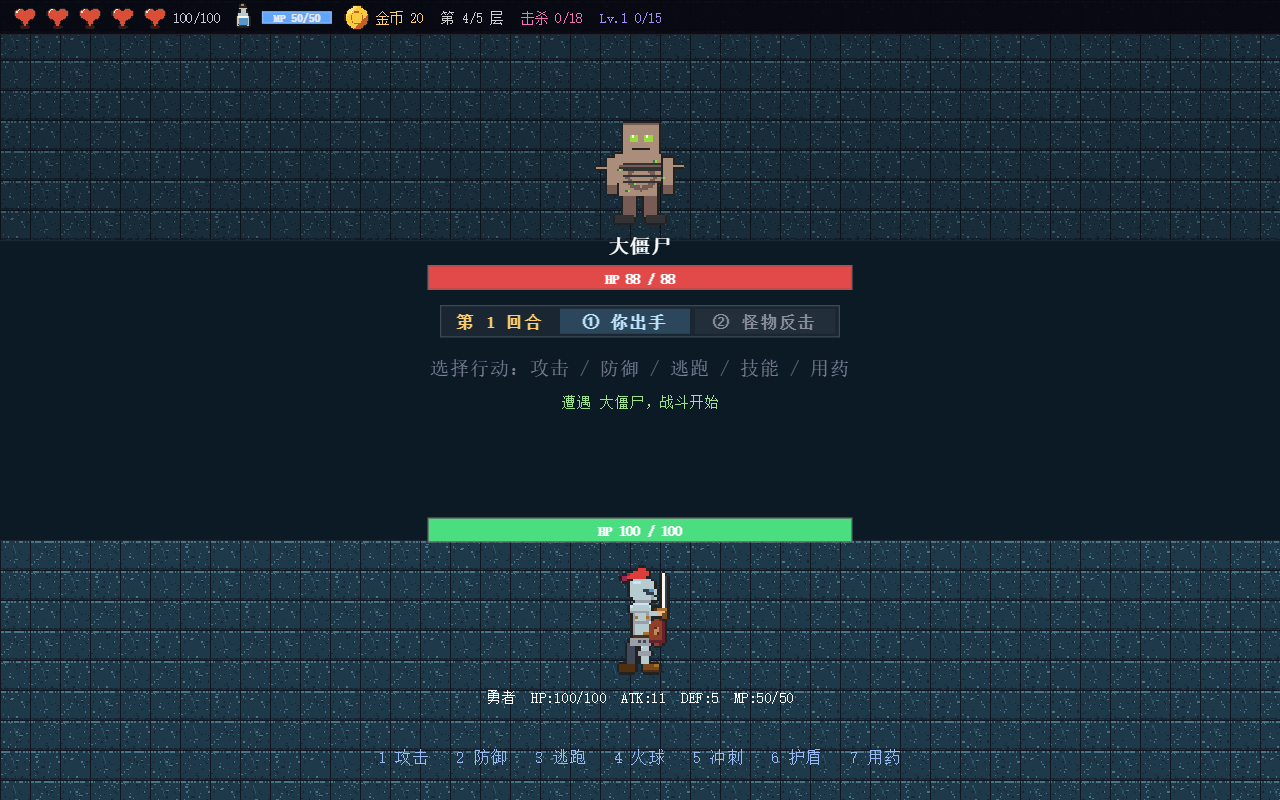 100/100 MP 50/50 金币 20 第 4/5 层 击杀 0/18 Lv.1 0/15
大僵尸
HP 88 / 88
第 1 回合 ① 你出手 ② 怪物反击
选择行动: 攻击 / 防御 / 逃跑 / 技能 / 用药
遭遇 大僵尸，战斗开始
HP 100 / 100
勇者 HP:100/100 ATK:11 DEF:5 MP:50/50
1 攻击 2 防御 3 逃跑 4 火球 5 冲刺 6 护盾 7 用药